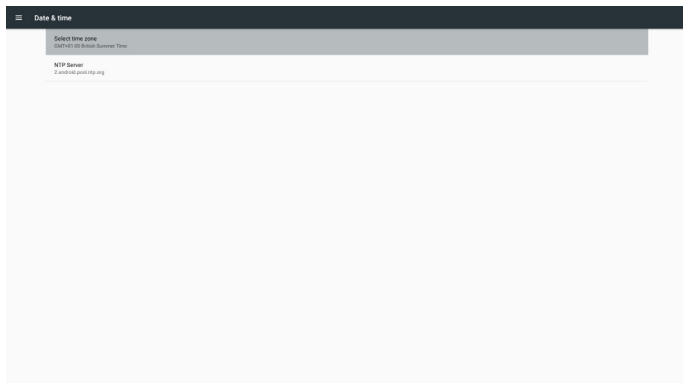 Date & time
Select time zone
GMT+01:00 British Summer Time
NTP Server
2.android.pool.ntp.org